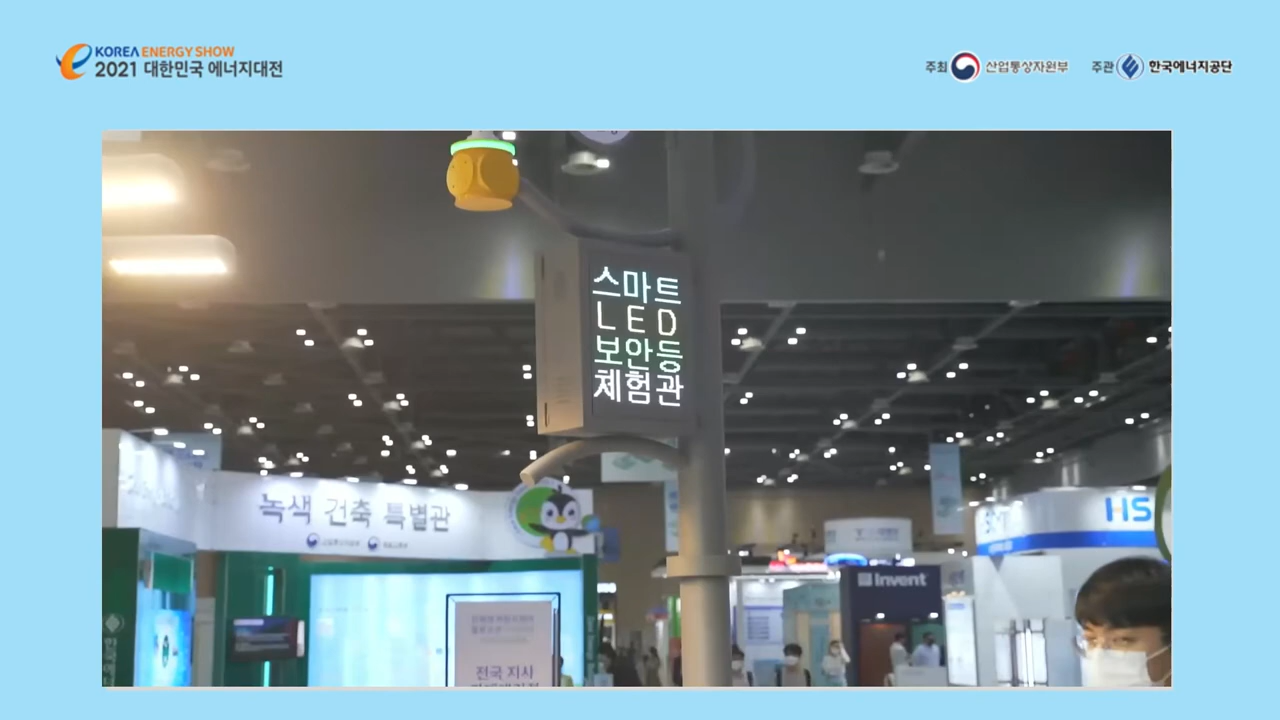 KOREA ENERGY SHOW
2021 대한민국 에너지대전
주최 산업통상자원부 주관 한국에너지공단
스마트
LED
보안등
체험관
녹색 건축 특별관
HS
Invent
전국 지사